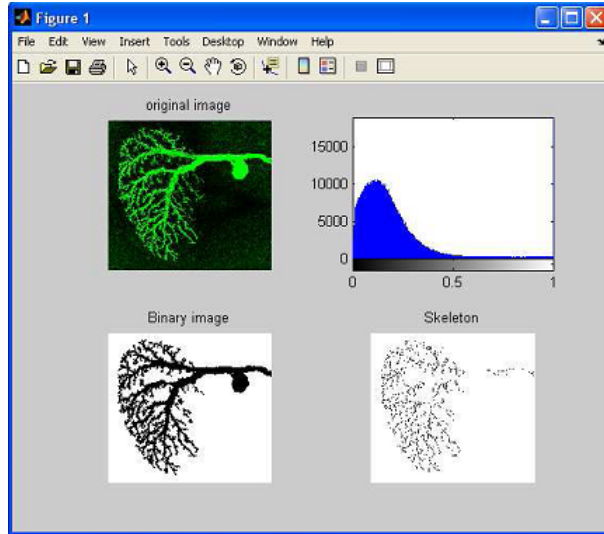 Figure 1
File Edit View Insert Tools Desktop Window Help
original image
15000
10000
5000
0
0 0.5 1
Binary image Skeleton